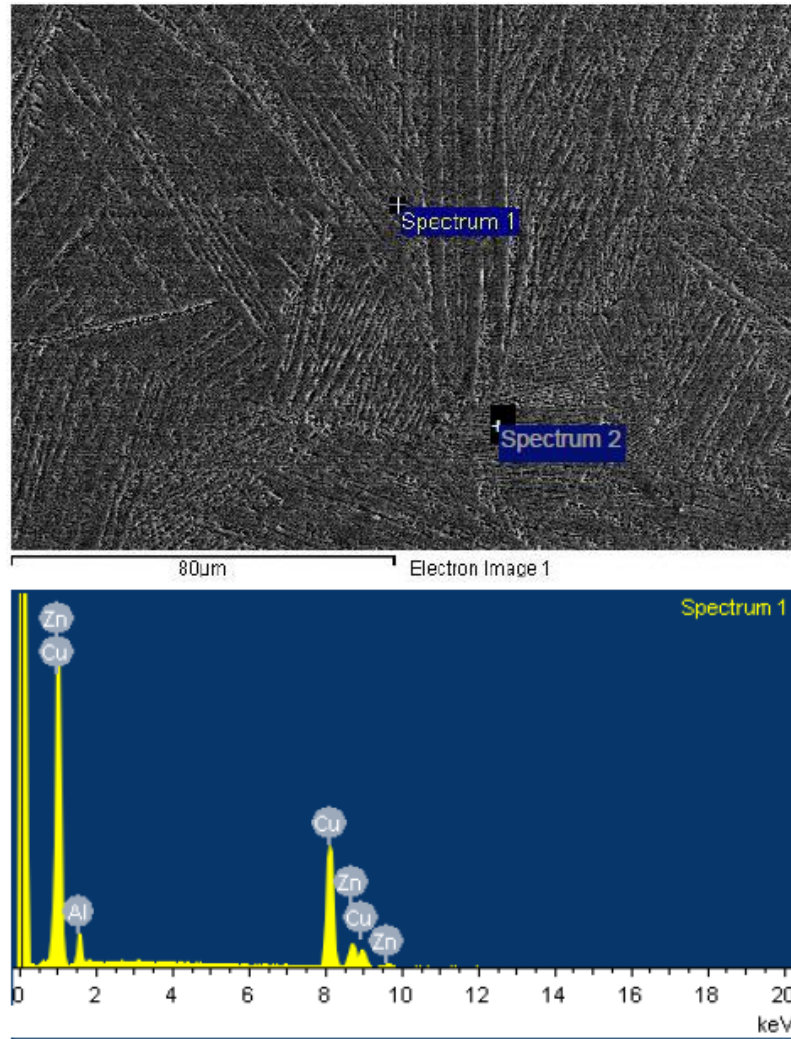 Spectrum 1
Spectrum 2
80µm Electron Image 1
Spectrum 1
Zn
Cu
Al
Cu
Zn
Cu
Zn
0 2 4 6 8 10 12 14 16 18 20
keV